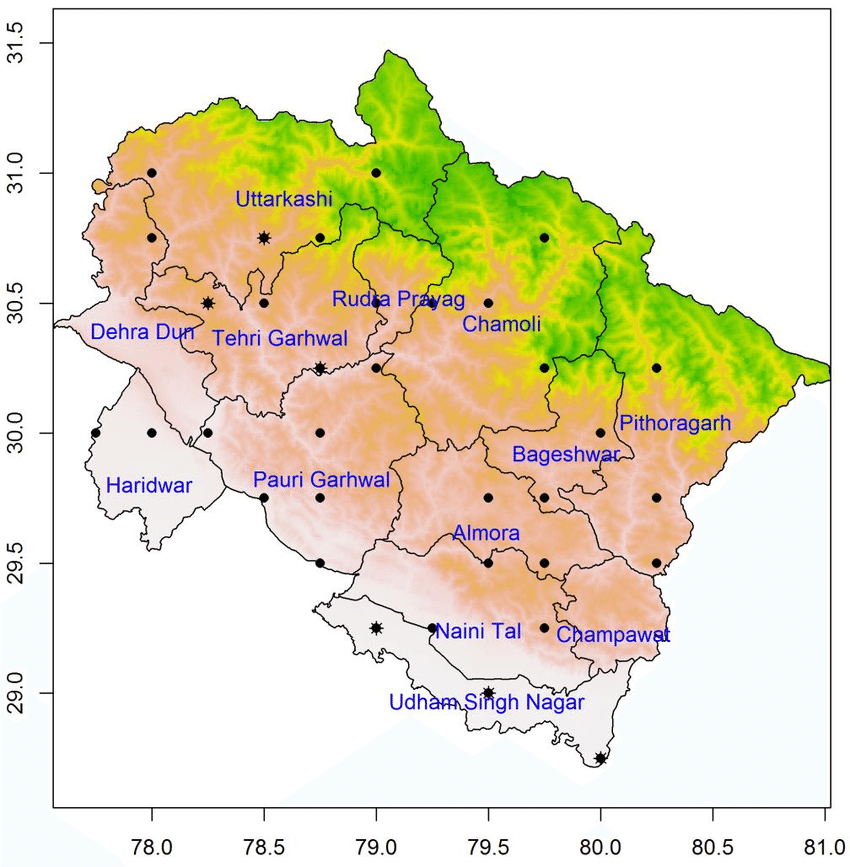 31.5
31.0
Uttarkashi
30.5
Rudra Prayag
Chamoli
Dehra Dun
Tehri Garhwal
Pithoragarh
30.0
Bageshwar
Pauri Garhwal
Haridwar
Almora
29.5
Naini Tal
Champawat
29.0
Udham Singh Nagar
78.0 78.5 79.0 79.5 80.0 80.5 81.0